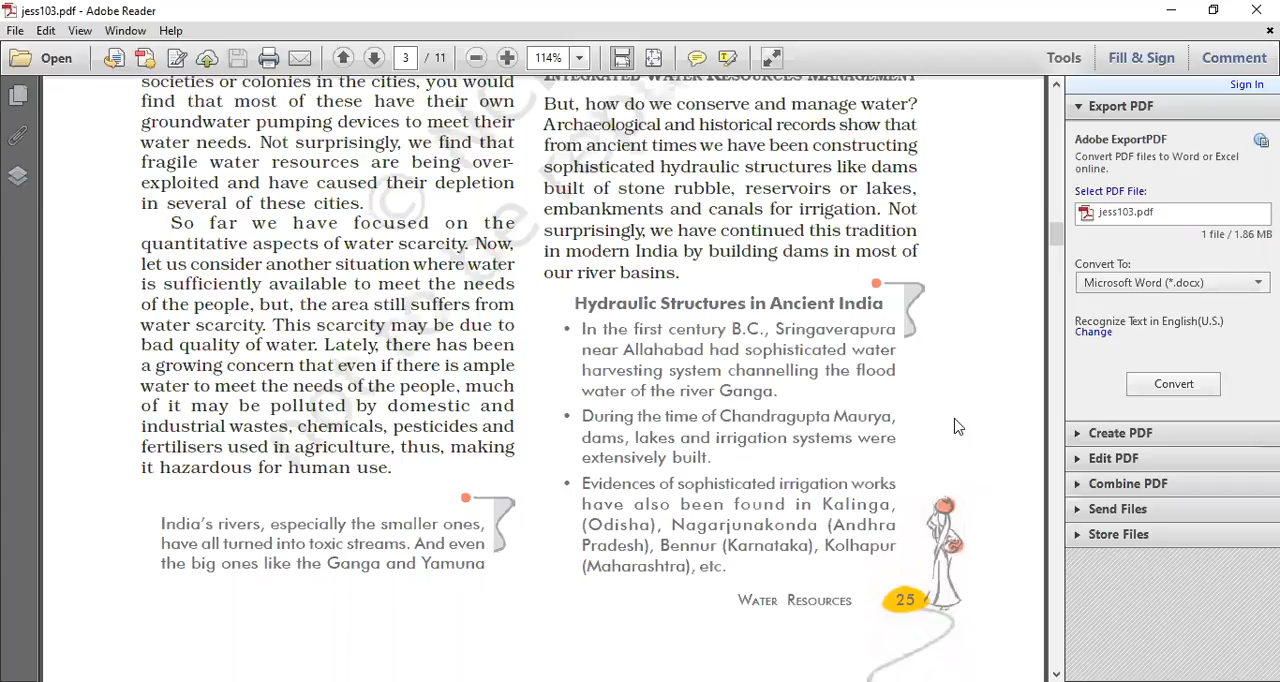 jess103.pdf - Adobe Reader
File Edit View Window Help
Open 3 / 11 114% Tools Fill & Sign Comment
societies or colonies in the cities, you would
find that most of these have their own
groundwater pumping devices to meet their
water needs. Not surprisingly, we find that
fragile water resources are being over-
exploited and have caused their depletion
in several of these cities.
So far we have focused on the
quantitative aspects of water scarcity. Now,
let us consider another situation where water
is sufficiently available to meet the needs
of the people, but, the area still suffers from
water scarcity. This scarcity may be due to
bad quality of water. Lately, there has been
a growing concern that even if there is ample
water to meet the needs of the people, much
of it may be polluted by domestic and
industrial wastes, chemicals, pesticides and
fertilisers used in agriculture, thus, making
it hazardous for human use.
India's rivers, especially the smaller ones,
have all turned into toxic streams. And even
the big ones like the Ganga and Yamuna
INTEGRATED WATER RESOURCES MANAGEMENT
But, how do we conserve and manage water?
Archaeological and historical records show that
from ancient times we have been constructing
sophisticated hydraulic structures like dams
built of stone rubble, reservoirs or lakes,
embankments and canals for irrigation. Not
surprisingly, we have continued this tradition
in modern India by building dams in most of
our river basins.
Hydraulic Structures in Ancient India
• In the first century B.C., Sringaverapura
near Allahabad had sophisticated water
harvesting system channelling the flood
water of the river Ganga.
• During the time of Chandragupta Maurya,
dams, lakes and irrigation systems were
extensively built.
• Evidences of sophisticated irrigation works
have also been found in Kalinga,
(Odisha), Nagarjunakonda (Andhra
Pradesh), Bennur (Karnataka), Kolhapur
(Maharashtra), etc.
WATER RESOURCES 25
Sign In
Export PDF
Adobe ExportPDF
Convert PDF files to Word or Excel
online.
Select PDF File:
jess103.pdf
1 file / 1.86 MB
Convert To:
Microsoft Word (*.docx)
Recognize Text in English(U.S.)
Change
Convert
Create PDF
Edit PDF
Combine PDF
Send Files
Store Files
© 
not to be